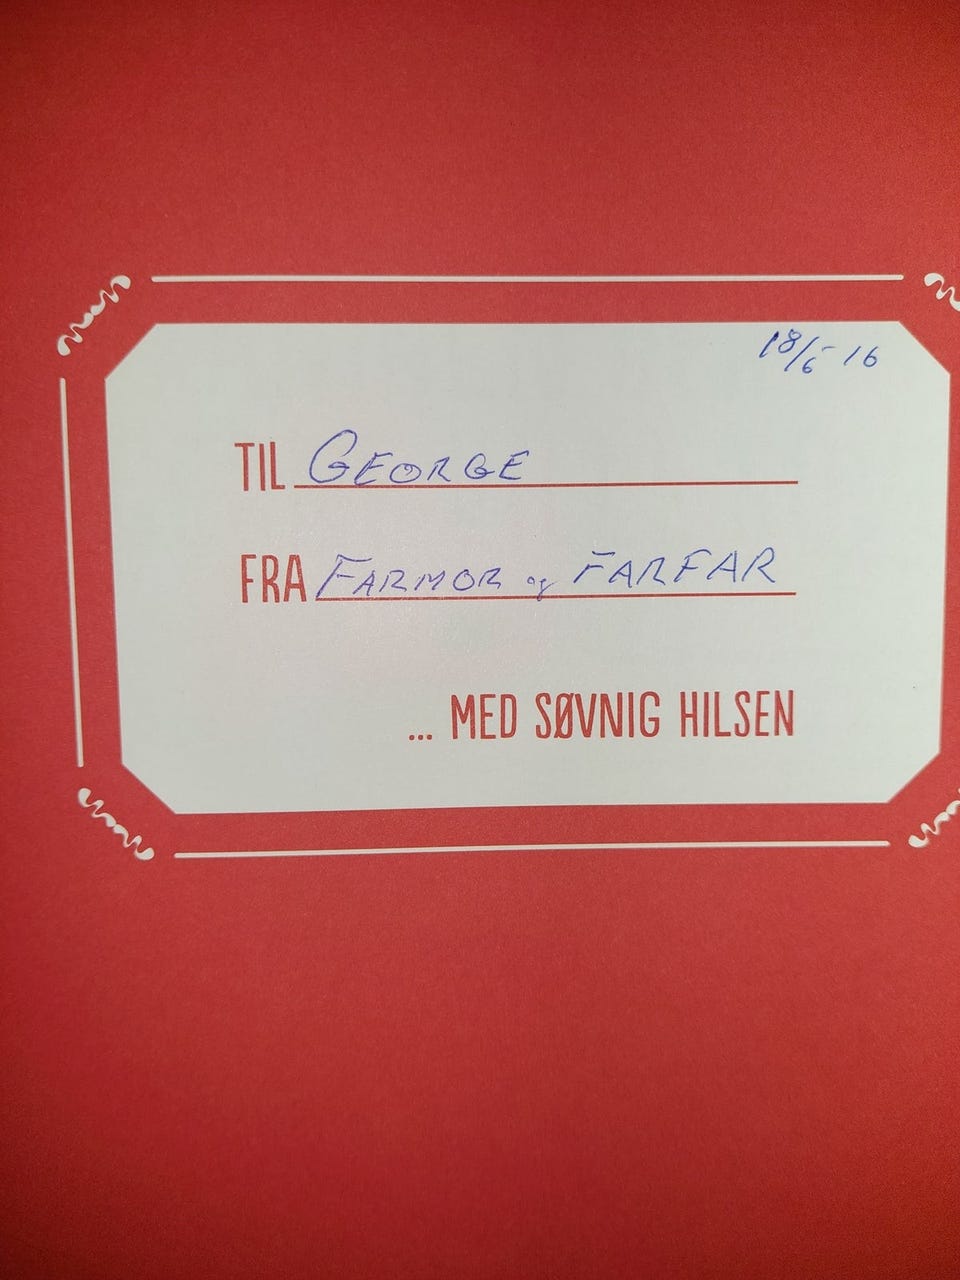 18/6-16
TIL GEORGE
FRA FARMOR og FARFAR
... MED SØVNIG HILSEN